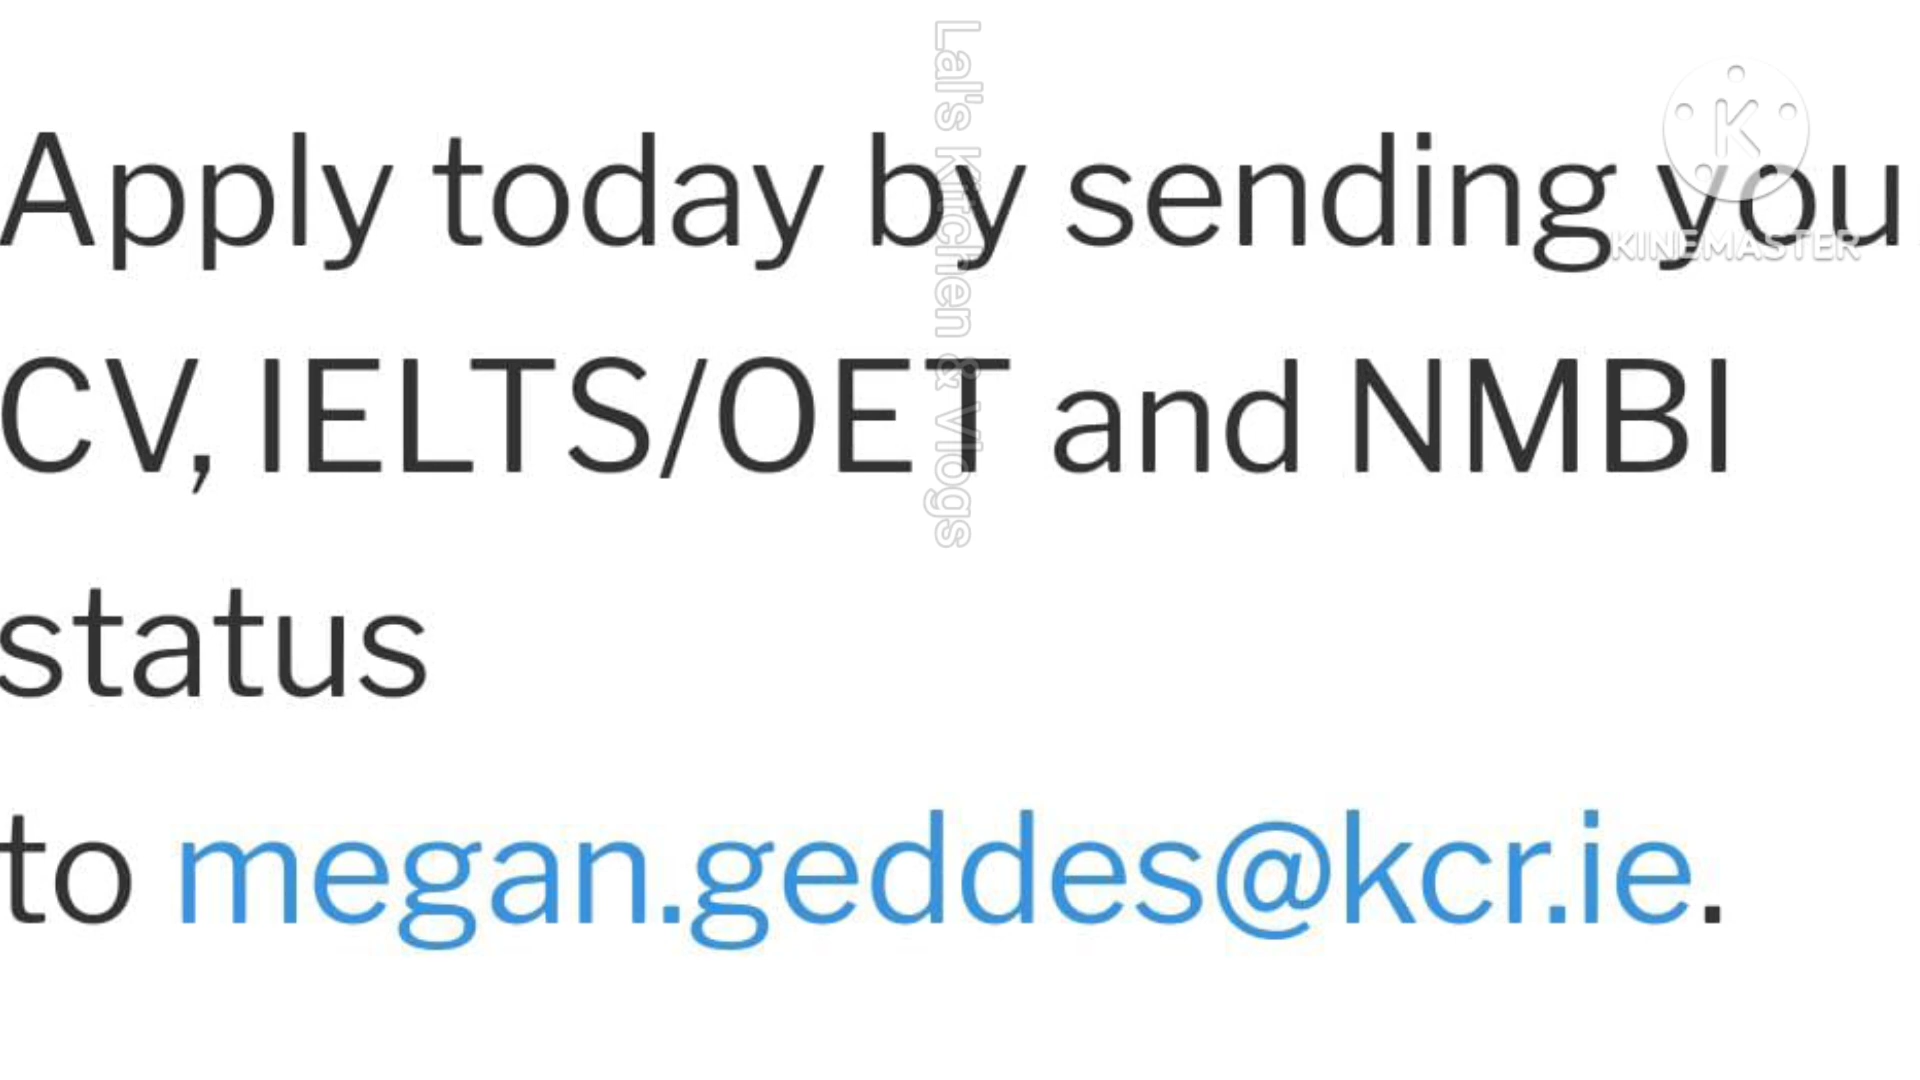 Apply today by sending you
CV, IELTS/OET and NMBI
status
to megan.geddes@kcr.ie.
Lal's Kitchen & Vlogs
K
KINEMASTER